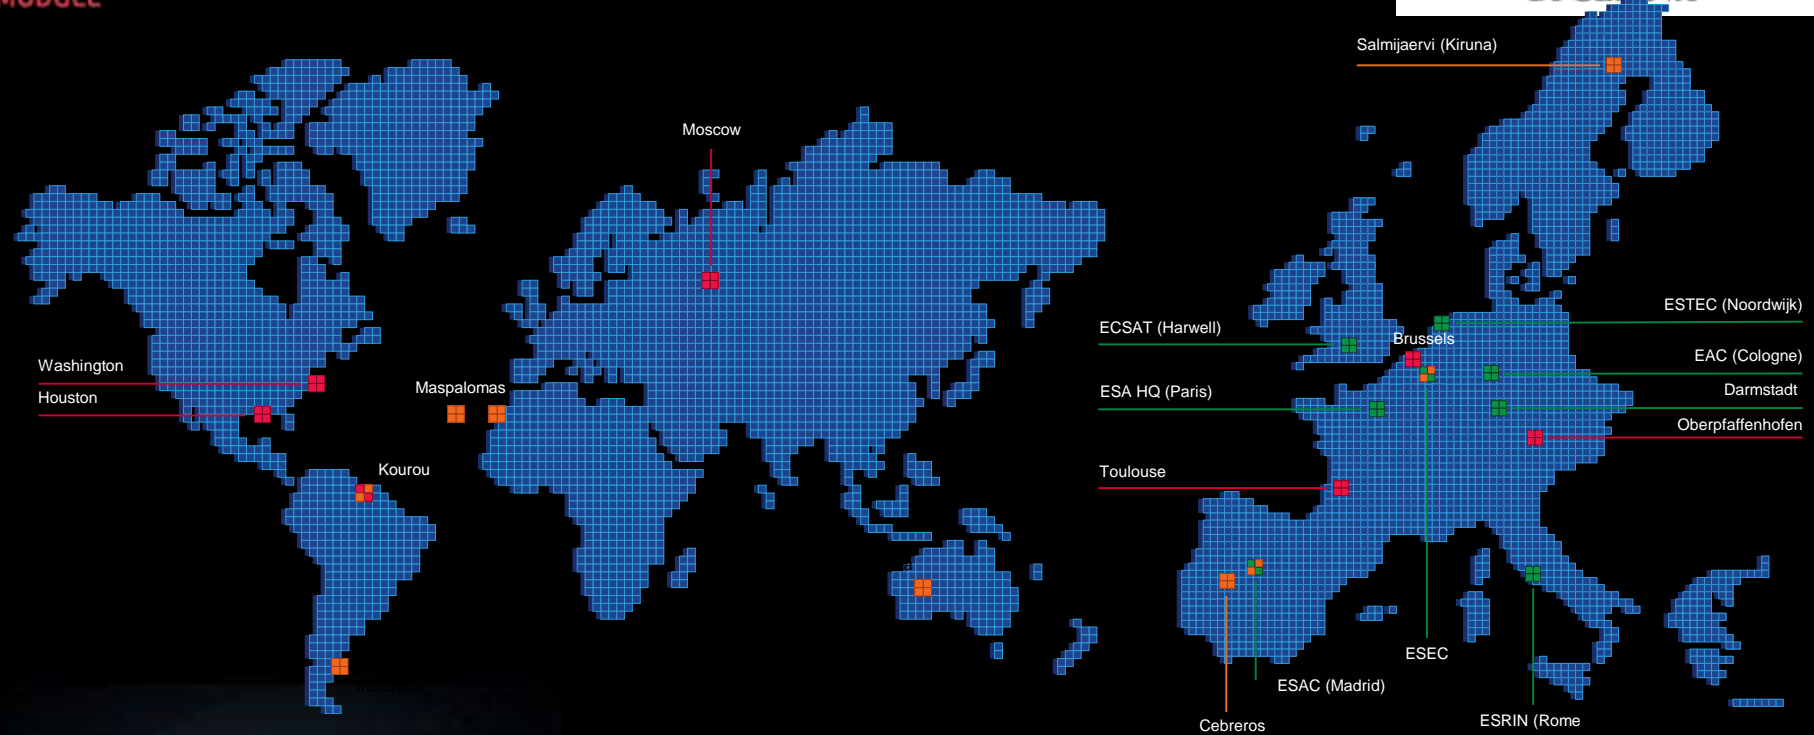 Salmijaervi (Kiruna)
Moscow
ESTEC (Noordwijk)
ECSAT (Harwell)
Brussels
EAC (Cologne)
Washington
Maspalomas
ESA HQ (Paris)
Darmstadt
Houston
Oberpfaffenhofen
Kourou
Toulouse
ESEC
ESAC (Madrid)
Cebreros
ESRIN (Rome